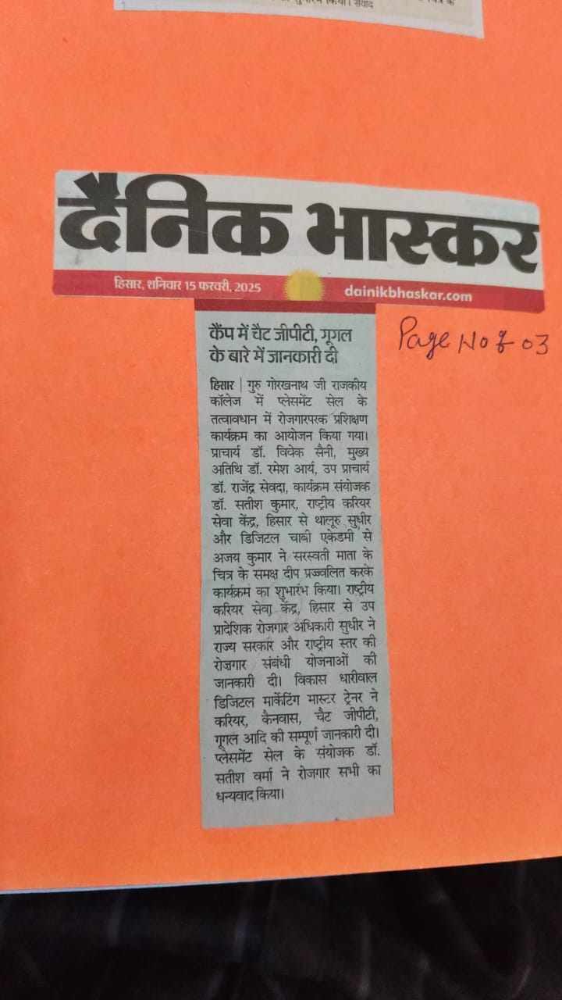 सुभारंभ किया। संवाद
के
दैनिक भास्कर
हिसार, शनिवार 15 फरवरी, 2025
dainikbhaskar.com
कैंप में चैट जीपीटी, गूगल
के बारे में जानकारी दी
Page No 03
हिसार | गुरु गोरखनाथ जी राजकीय
कॉलेज में प्लेसमेंट सेल के
तत्वावधान में रोजगारपरक प्रशिक्षण
कार्यक्रम का आयोजन किया गया।
प्राचार्य डॉ. विवेक सैनी, मुख्य
अतिथि डॉ. रमेश आर्य, उप प्राचार्य
डॉ. राजेंद्र सेवदा, कार्यक्रम संयोजक
डॉ. सतीश कुमार, राष्ट्रीय करियर
सेवा केंद्र, हिसार से थालूरु सुधीर
और डिजिटल चाबी एकेडमी से
अजय कुमार ने सरस्वती माता के
चित्र के समक्ष दीप प्रज्ज्वलित करके
कार्यक्रम का शुभारंभ किया। राष्ट्रीय
करियर सेवा केंद्र, हिसार से उप
प्रादेशिक रोजगार अधिकारी सुधीर ने
राज्य सरकार और राष्ट्रीय स्तर की
रोजगार संबंधी योजनाओं की
जानकारी दी। विकास धारीवाल
डिजिटल मार्केटिंग मास्टर ट्रेनर ने
करियर, कैनवास, चैट जीपीटी,
गूगल आदि की सम्पूर्ण जानकारी दी।
प्लेसमेंट सेल के संयोजक डॉ.
सतीश वर्मा ने रोजगार सभी का
धन्यवाद किया।